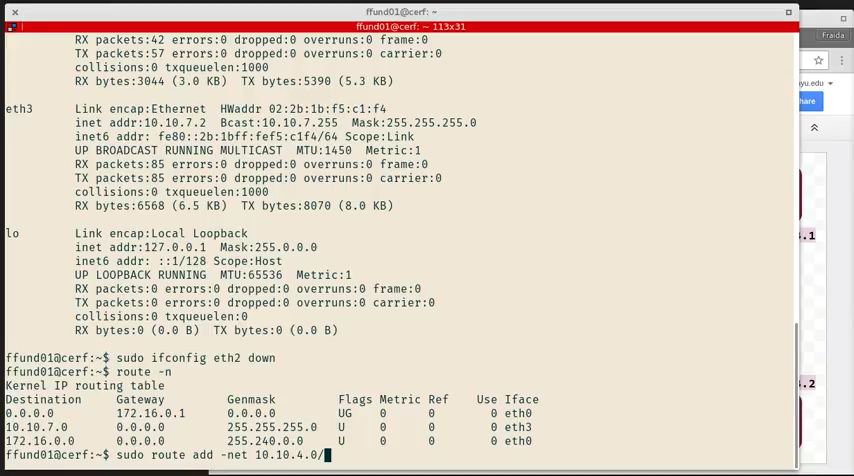 ffund01@cerf: ~
ffund01@cerf: ~ 113x31
RX packets:42 errors:0 dropped:0 overruns:0 frame:0
TX packets:57 errors:0 dropped:0 overruns:0 carrier:0
collisions:0 txqueuelen:1000
RX bytes:3044 (3.0 KB)  TX bytes:5390 (5.3 KB)
eth3      Link encap:Ethernet  HWaddr 02:2b:1b:f5:c1:f4
inet addr:10.10.7.2  Bcast:10.10.7.255  Mask:255.255.255.0
inet6 addr: fe80::2b:1bff:fef5:c1f4/64 Scope:Link
UP BROADCAST RUNNING MULTICAST  MTU:1450  Metric:1
RX packets:85 errors:0 dropped:0 overruns:0 frame:0
TX packets:85 errors:0 dropped:0 overruns:0 carrier:0
collisions:0 txqueuelen:1000
RX bytes:6568 (6.5 KB)  TX bytes:8070 (8.0 KB)
lo        Link encap:Local Loopback
inet addr:127.0.0.1  Mask:255.0.0.0
inet6 addr: ::1/128 Scope:Host
UP LOOPBACK RUNNING  MTU:65536  Metric:1
RX packets:0 errors:0 dropped:0 overruns:0 frame:0
TX packets:0 errors:0 dropped:0 overruns:0 carrier:0
collisions:0 txqueuelen:0
RX bytes:0 (0.0 B)  TX bytes:0 (0.0 B)
ffund01@cerf:~$ sudo ifconfig eth2 down
ffund01@cerf:~$ route -n
Kernel IP routing table
Destination     Gateway         Genmask         Flags Metric Ref    Use Iface
0.0.0.0         172.16.0.1      0.0.0.0         UG    0      0        0 eth0
10.10.7.0       0.0.0.0         255.255.255.0   U     0      0        0 eth3
172.16.0.0      0.0.0.0         255.240.0.0     U     0      0        0 eth0
ffund01@cerf:~$ sudo route add -net 10.10.4.0/
Fraida
yu.edu
hare
.1
.2